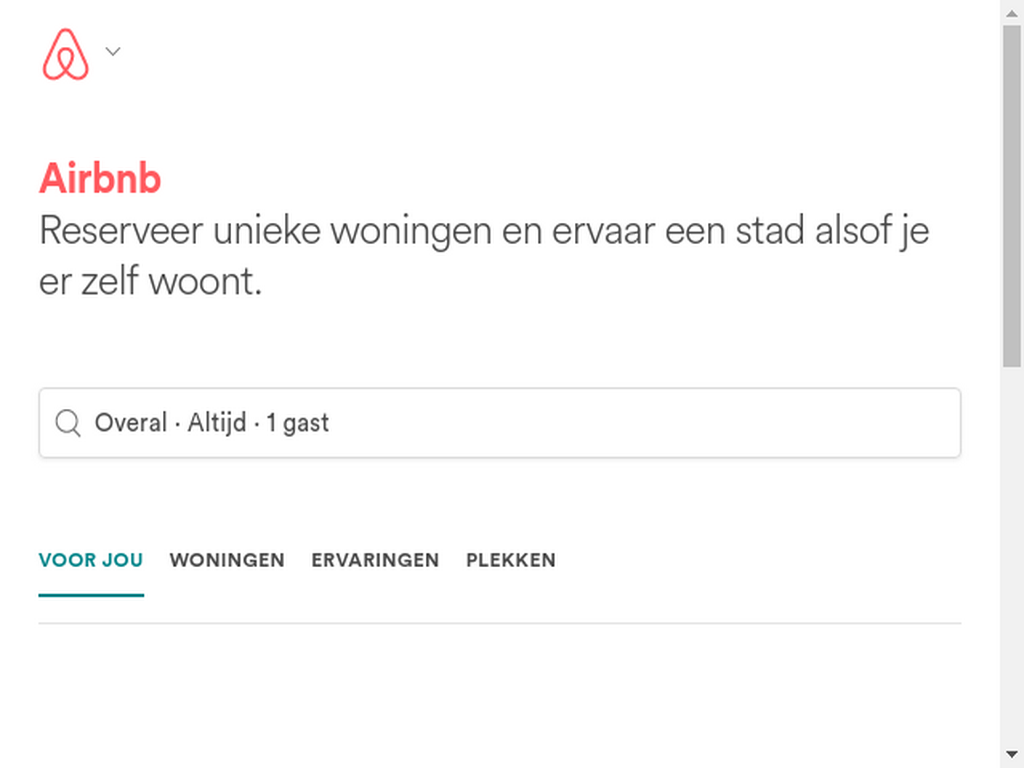 Airbnb
Reserveer unieke woningen en ervaar een stad alsof je
er zelf woont.
Overal · Altijd · 1 gast
VOOR JOU WONINGEN ERVARINGEN PLEKKEN